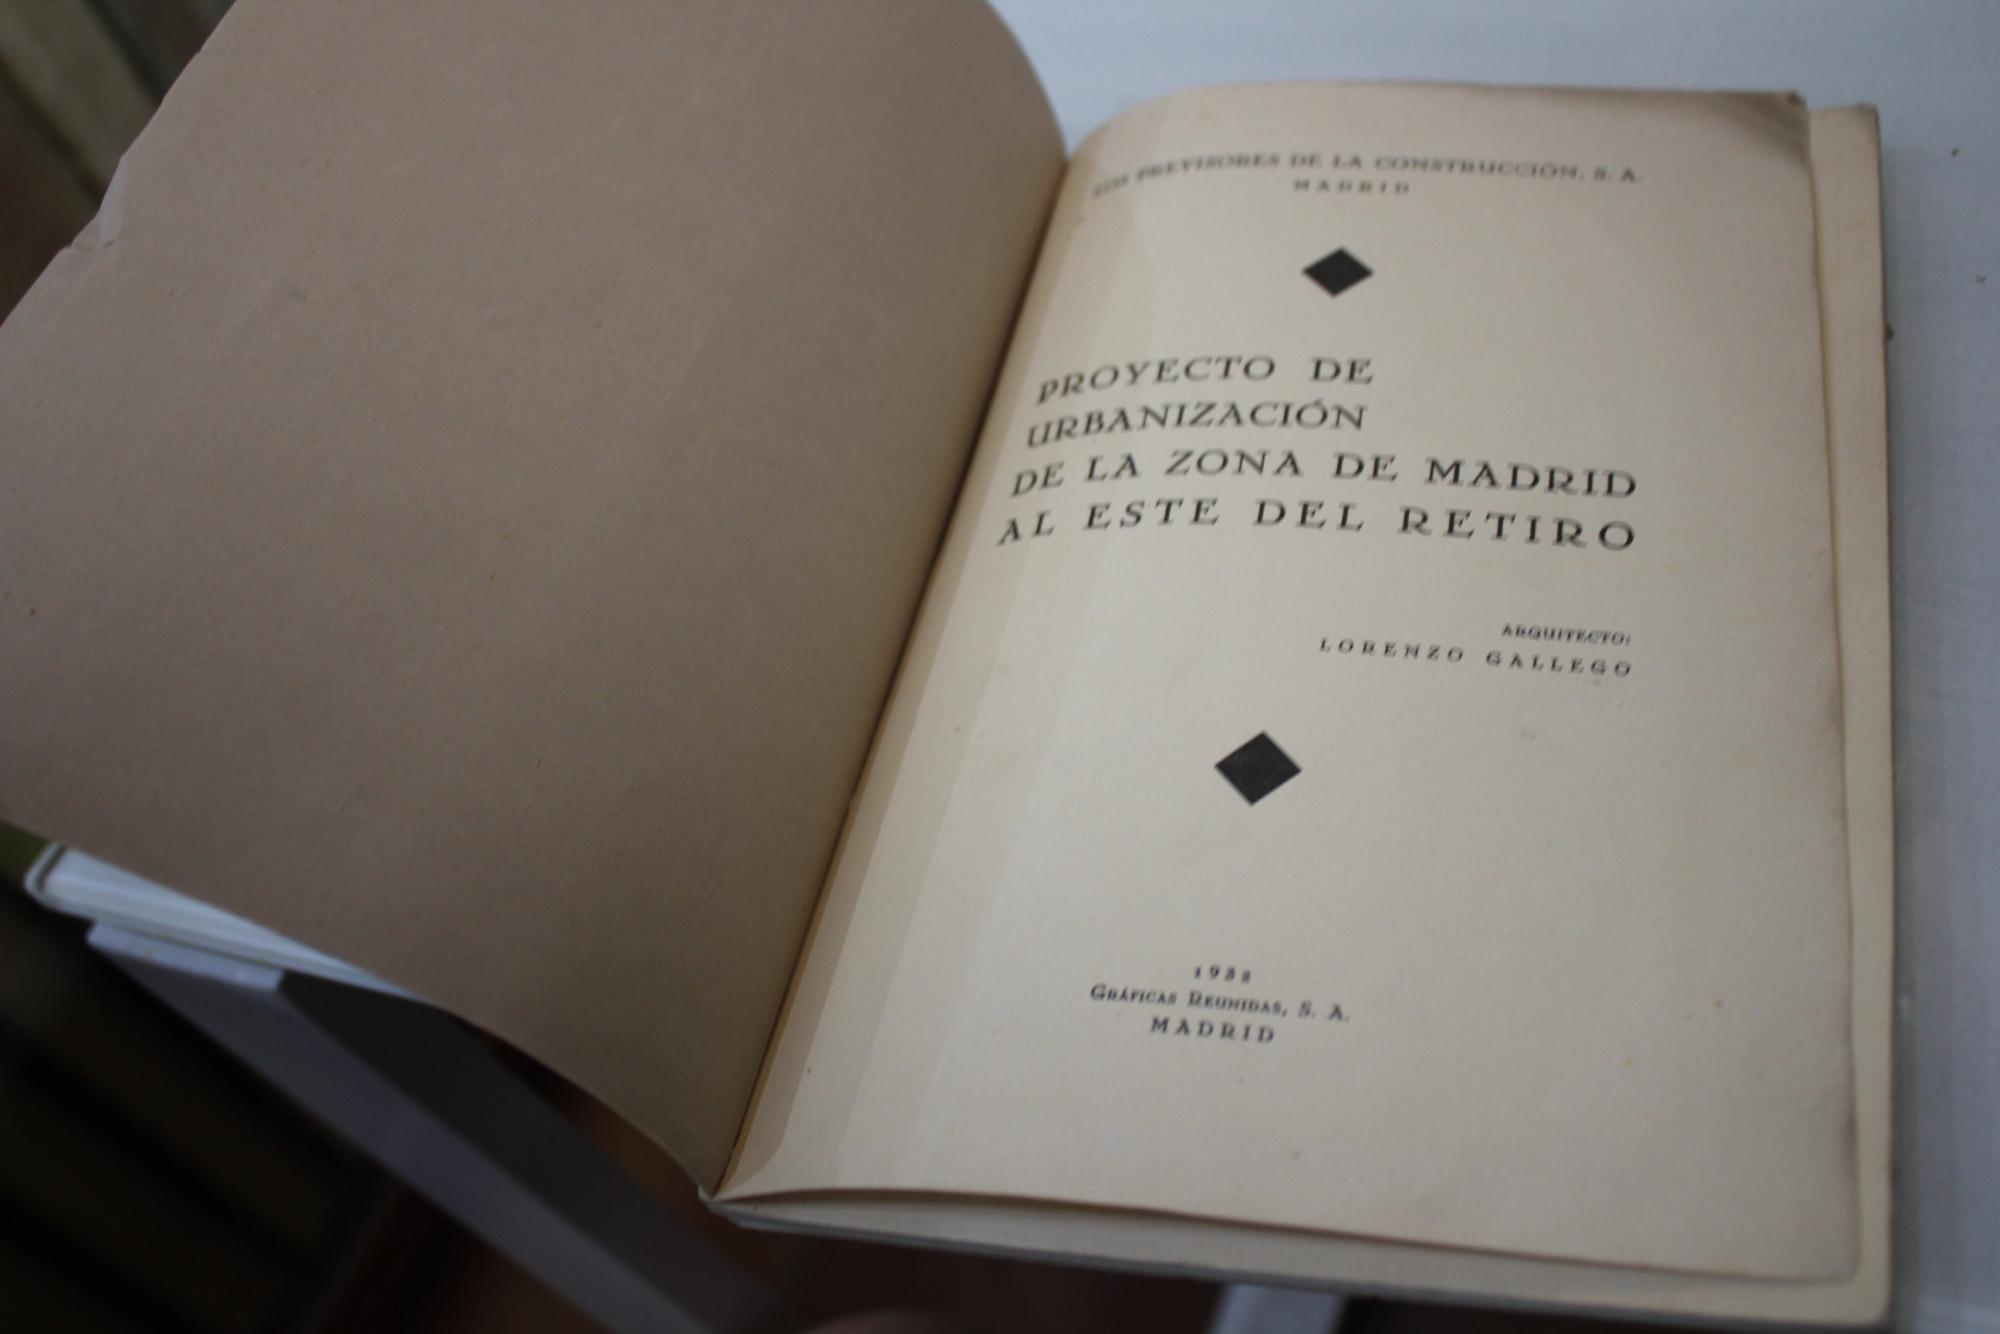 LOS PREVISORES DE LA CONSTRUCCIÓN, S. A.
MADRID
PROYECTO DE
URBANIZACIÓN
DE LA ZONA DE MADRID
AL ESTE DEL RETIRO
ARQUITECTO:
LORENZO GALLEGO
1932
GRÁFICAS REUNIDAS, S. A.
MADRID